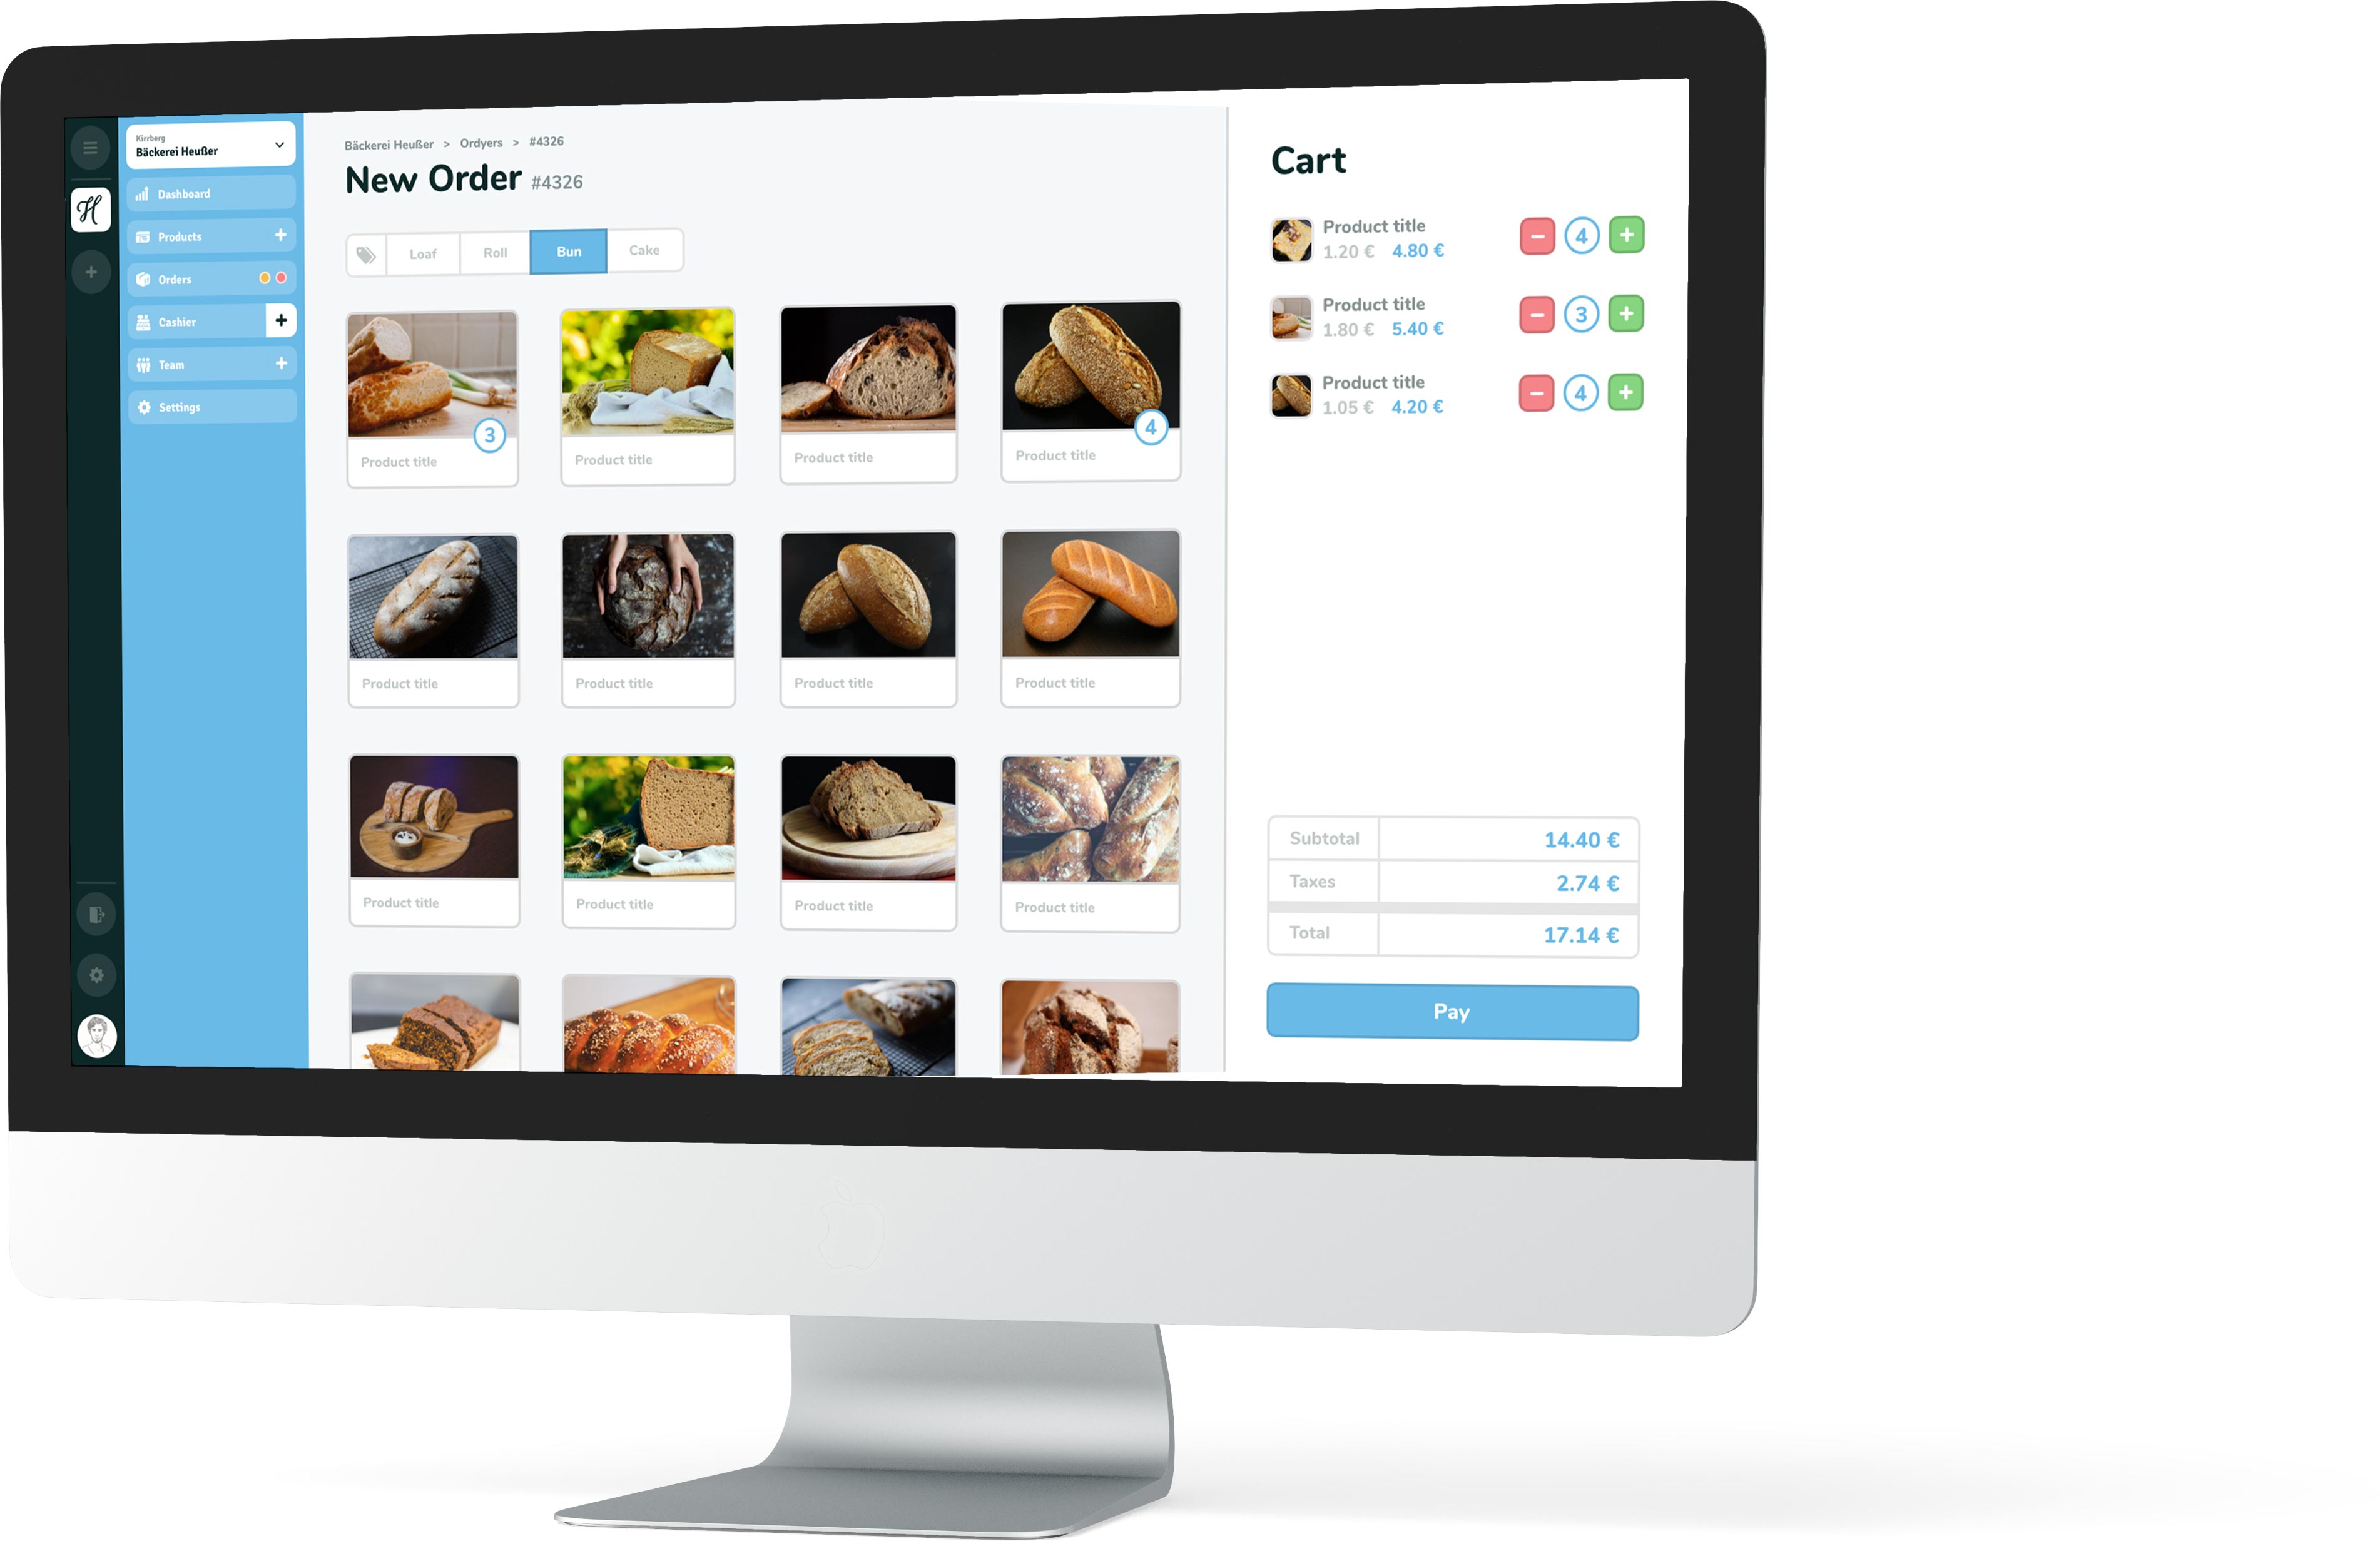 Kirrberg
Bäckerei Heußer
Dashboard
Products
Orders
Cashier
Team
Settings
H
Bäckerei Heußer > Ordyers > #4326
New Order #4326
Loaf Roll Bun Cake
3
4
Product title Product title Product title Product title
Product title Product title Product title Product title
Product title Product title Product title Product title
Cart
Product title
1.20 € 4.80 €
4
Product title
1.80 € 5.40 €
3
Product title
1.05 € 4.20 €
4
Subtotal 14.40 €
Taxes 2.74 €
Total 17.14 €
Pay